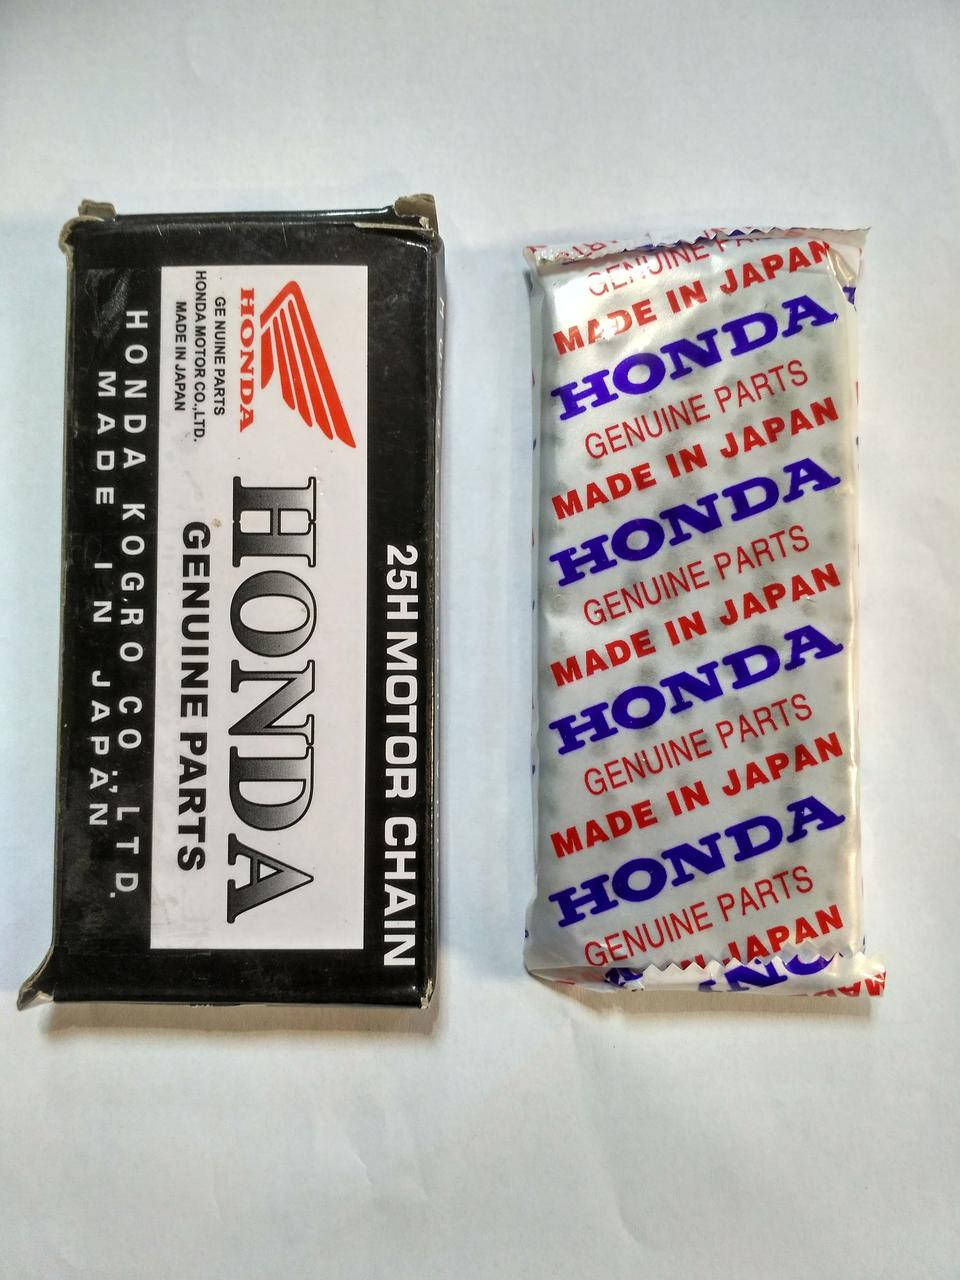 25H MOTOR CHAIN
HONDA
GE NUINE PARTS
HONDA MOTOR CO.,LTD.
MADE IN JAPAN
HONDA
GENUINE PARTS
HONDA KOGRO CO., LTD.
MADE IN JAPAN
GENUINE PARTS
MADE IN JAPAN
HONDA
GENUINE PARTS
MADE IN JAPAN
HONDA
GENUINE PARTS
MADE IN JAPAN
HONDA
GENUINE PARTS
MADE IN JAPAN
HONDA
GENUINE PARTS
JAPAN